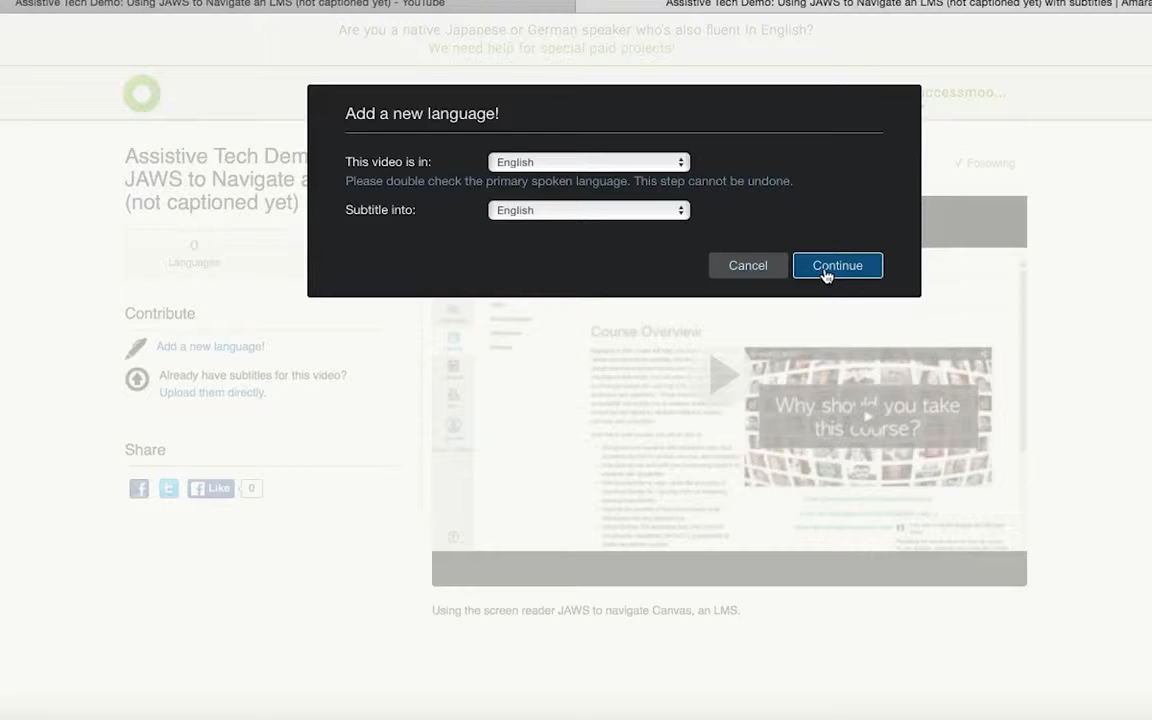 Assistive Tech Demo: Using JAWS to Navigate an LMS (not captioned yet) - YouTube
Assistive Tech Demo: Using JAWS to Navigate an LMS (not captioned yet) with subtitles | Amara
Are you a native Japanese or German speaker who's also fluent in English?
We need help for special paid projects!
ccessmoo...
Add a new language!
This video is in:
English
Please double check the primary spoken language. This step cannot be undone.
Subtitle into:
English
Cancel
Continue
Assistive Tech Dem
JAWS to Navigate a
(not captioned yet)
✓ Following
0
Languages
Contribute
Add a new language!
Already have subtitles for this video?
Upload them directly.
Share
Like
0
Course Overview
Why should you take
this course?
Using the screen reader JAWS to navigate Canvas, an LMS.